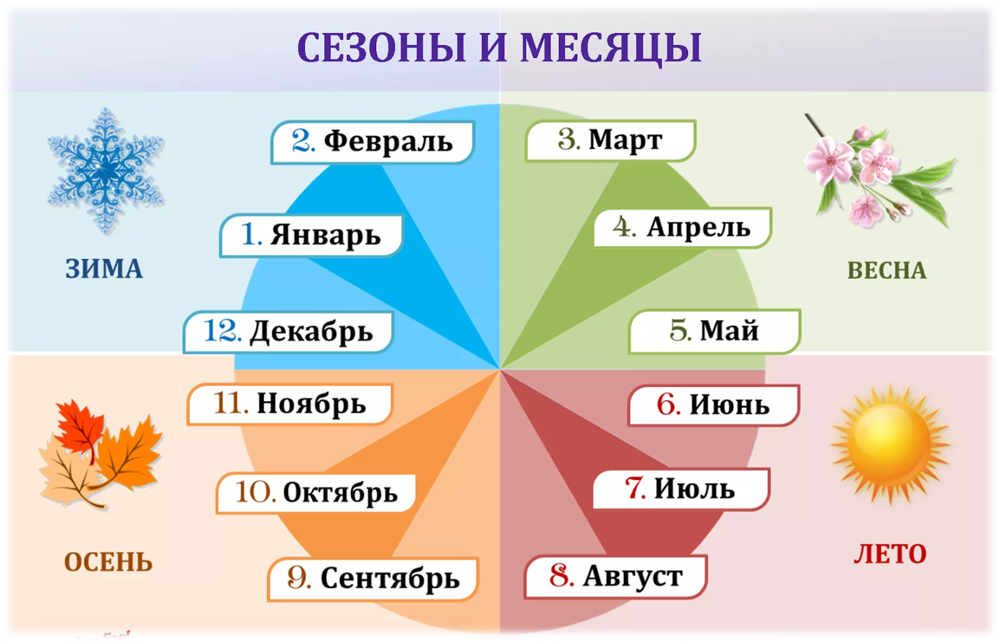 СЕЗОНЫ И МЕСЯЦЫ
2. Февраль
3. Март
1. Январь
4. Апрель
ЗИМА
ВЕСНА
12. Декабрь
5. Май
11. Ноябрь
6. Июнь
10. Октябрь
7. Июль
ОСЕНЬ
ЛЕТО
9. Сентябрь
8. Август